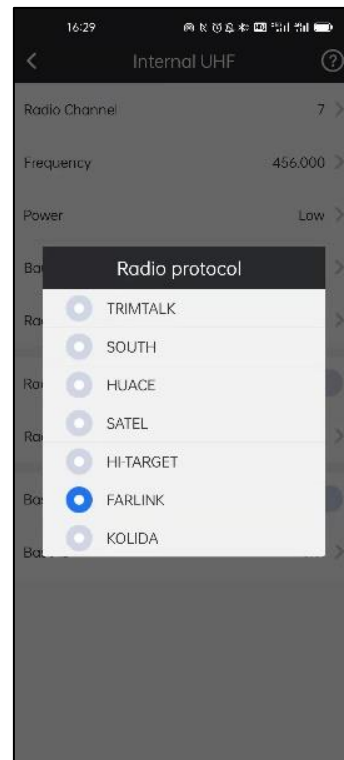 16:29
Internal UHF
Radio Channel 7
Frequency 456.000
Power Low
Radio protocol
TRIMTALK
SOUTH
HUACE
SATEL
HI-TARGET
FARLINK
KOLIDA